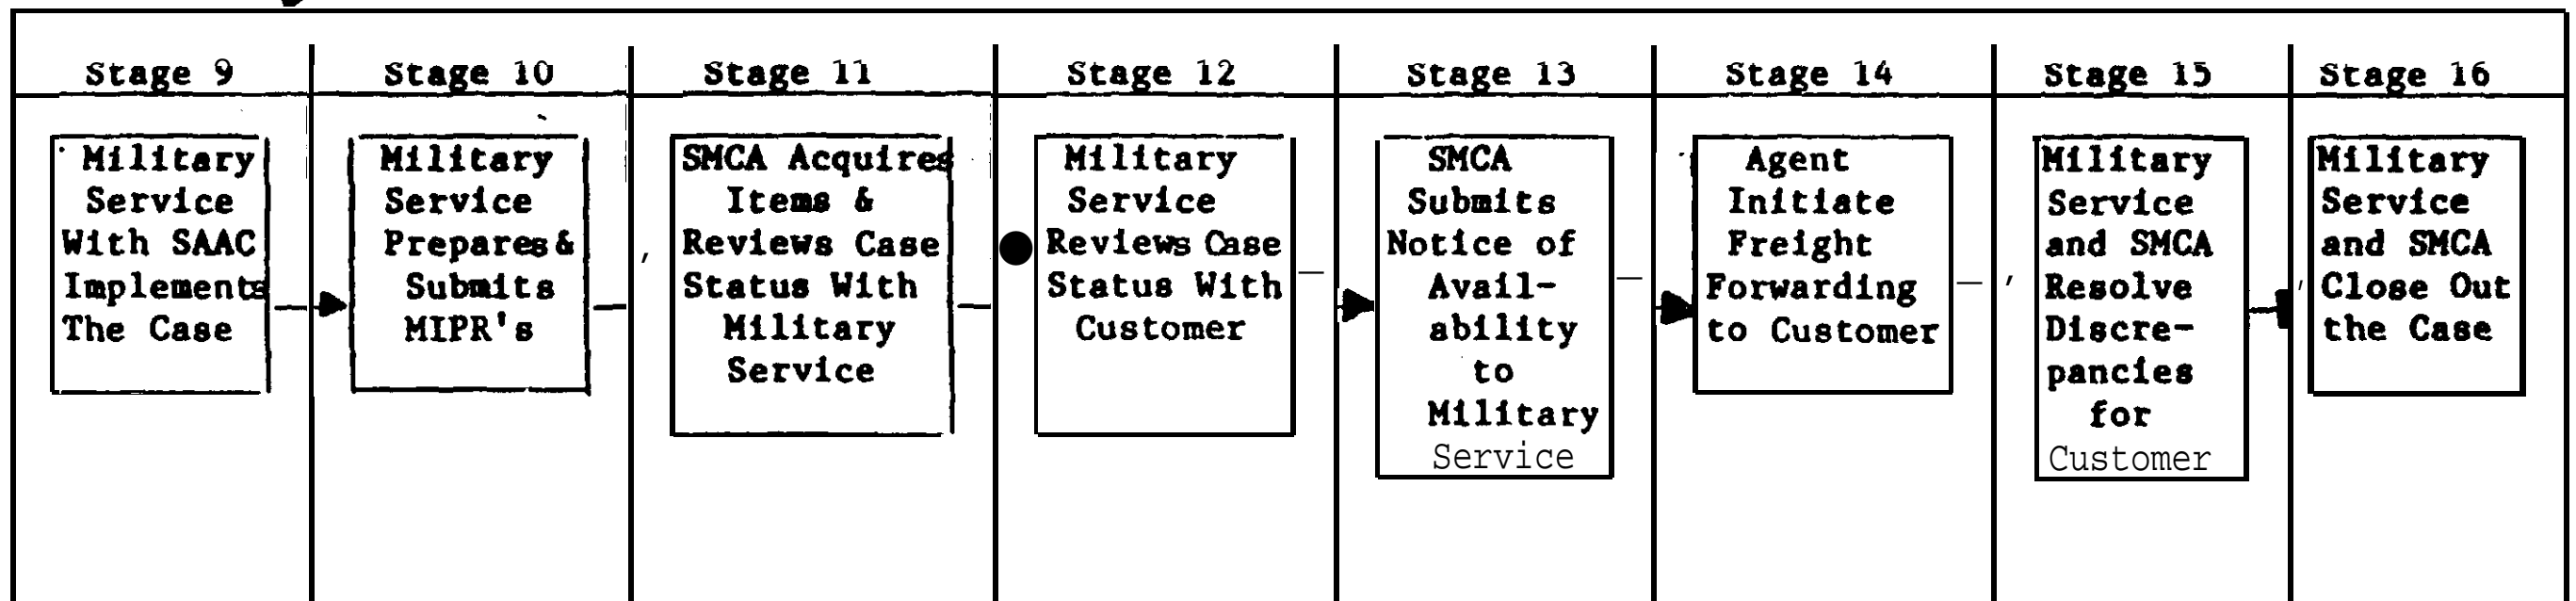 Stage 9
Stage 10
Stage 11
Stage 12
Stage 13
Stage 14
Stage 15
Stage 16
Military
Service
With SAAC
Implements
The Case
Military
Service
Prepares &
Submits
MIPR's
SMCA Acquires
Items &
Reviews Case
Status With
Military
Service
Military
Service
Reviews Case
Status With
Customer
SMCA
Submits
Notice of
Avail-
ability
to
Military
Service
Agent
Initiate
Freight
Forwarding
to Customer
Military
Service
and SMCA
Resolve
Discre-
pancies
for
Customer
Military
Service
and SMCA
Close Out
the Case